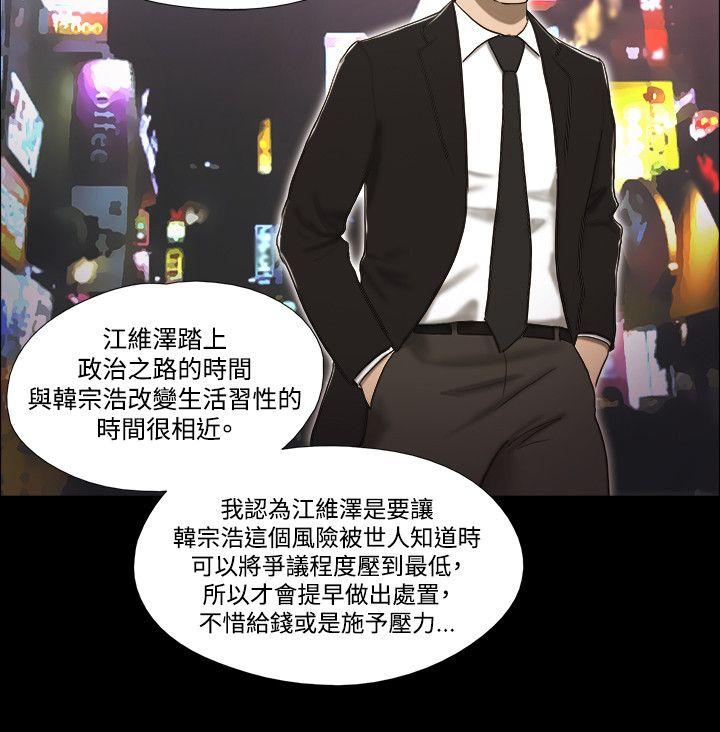 Coffee
江維澤踏上
政治之路的時間
與韓宗浩改變生活習性的
時間很相近。
我認為江維澤是要讓
韓宗浩這個風險被世人知道時
可以將爭議程度壓到最低，
所以才會提早做出處置，
不惜給錢或是施予壓力...